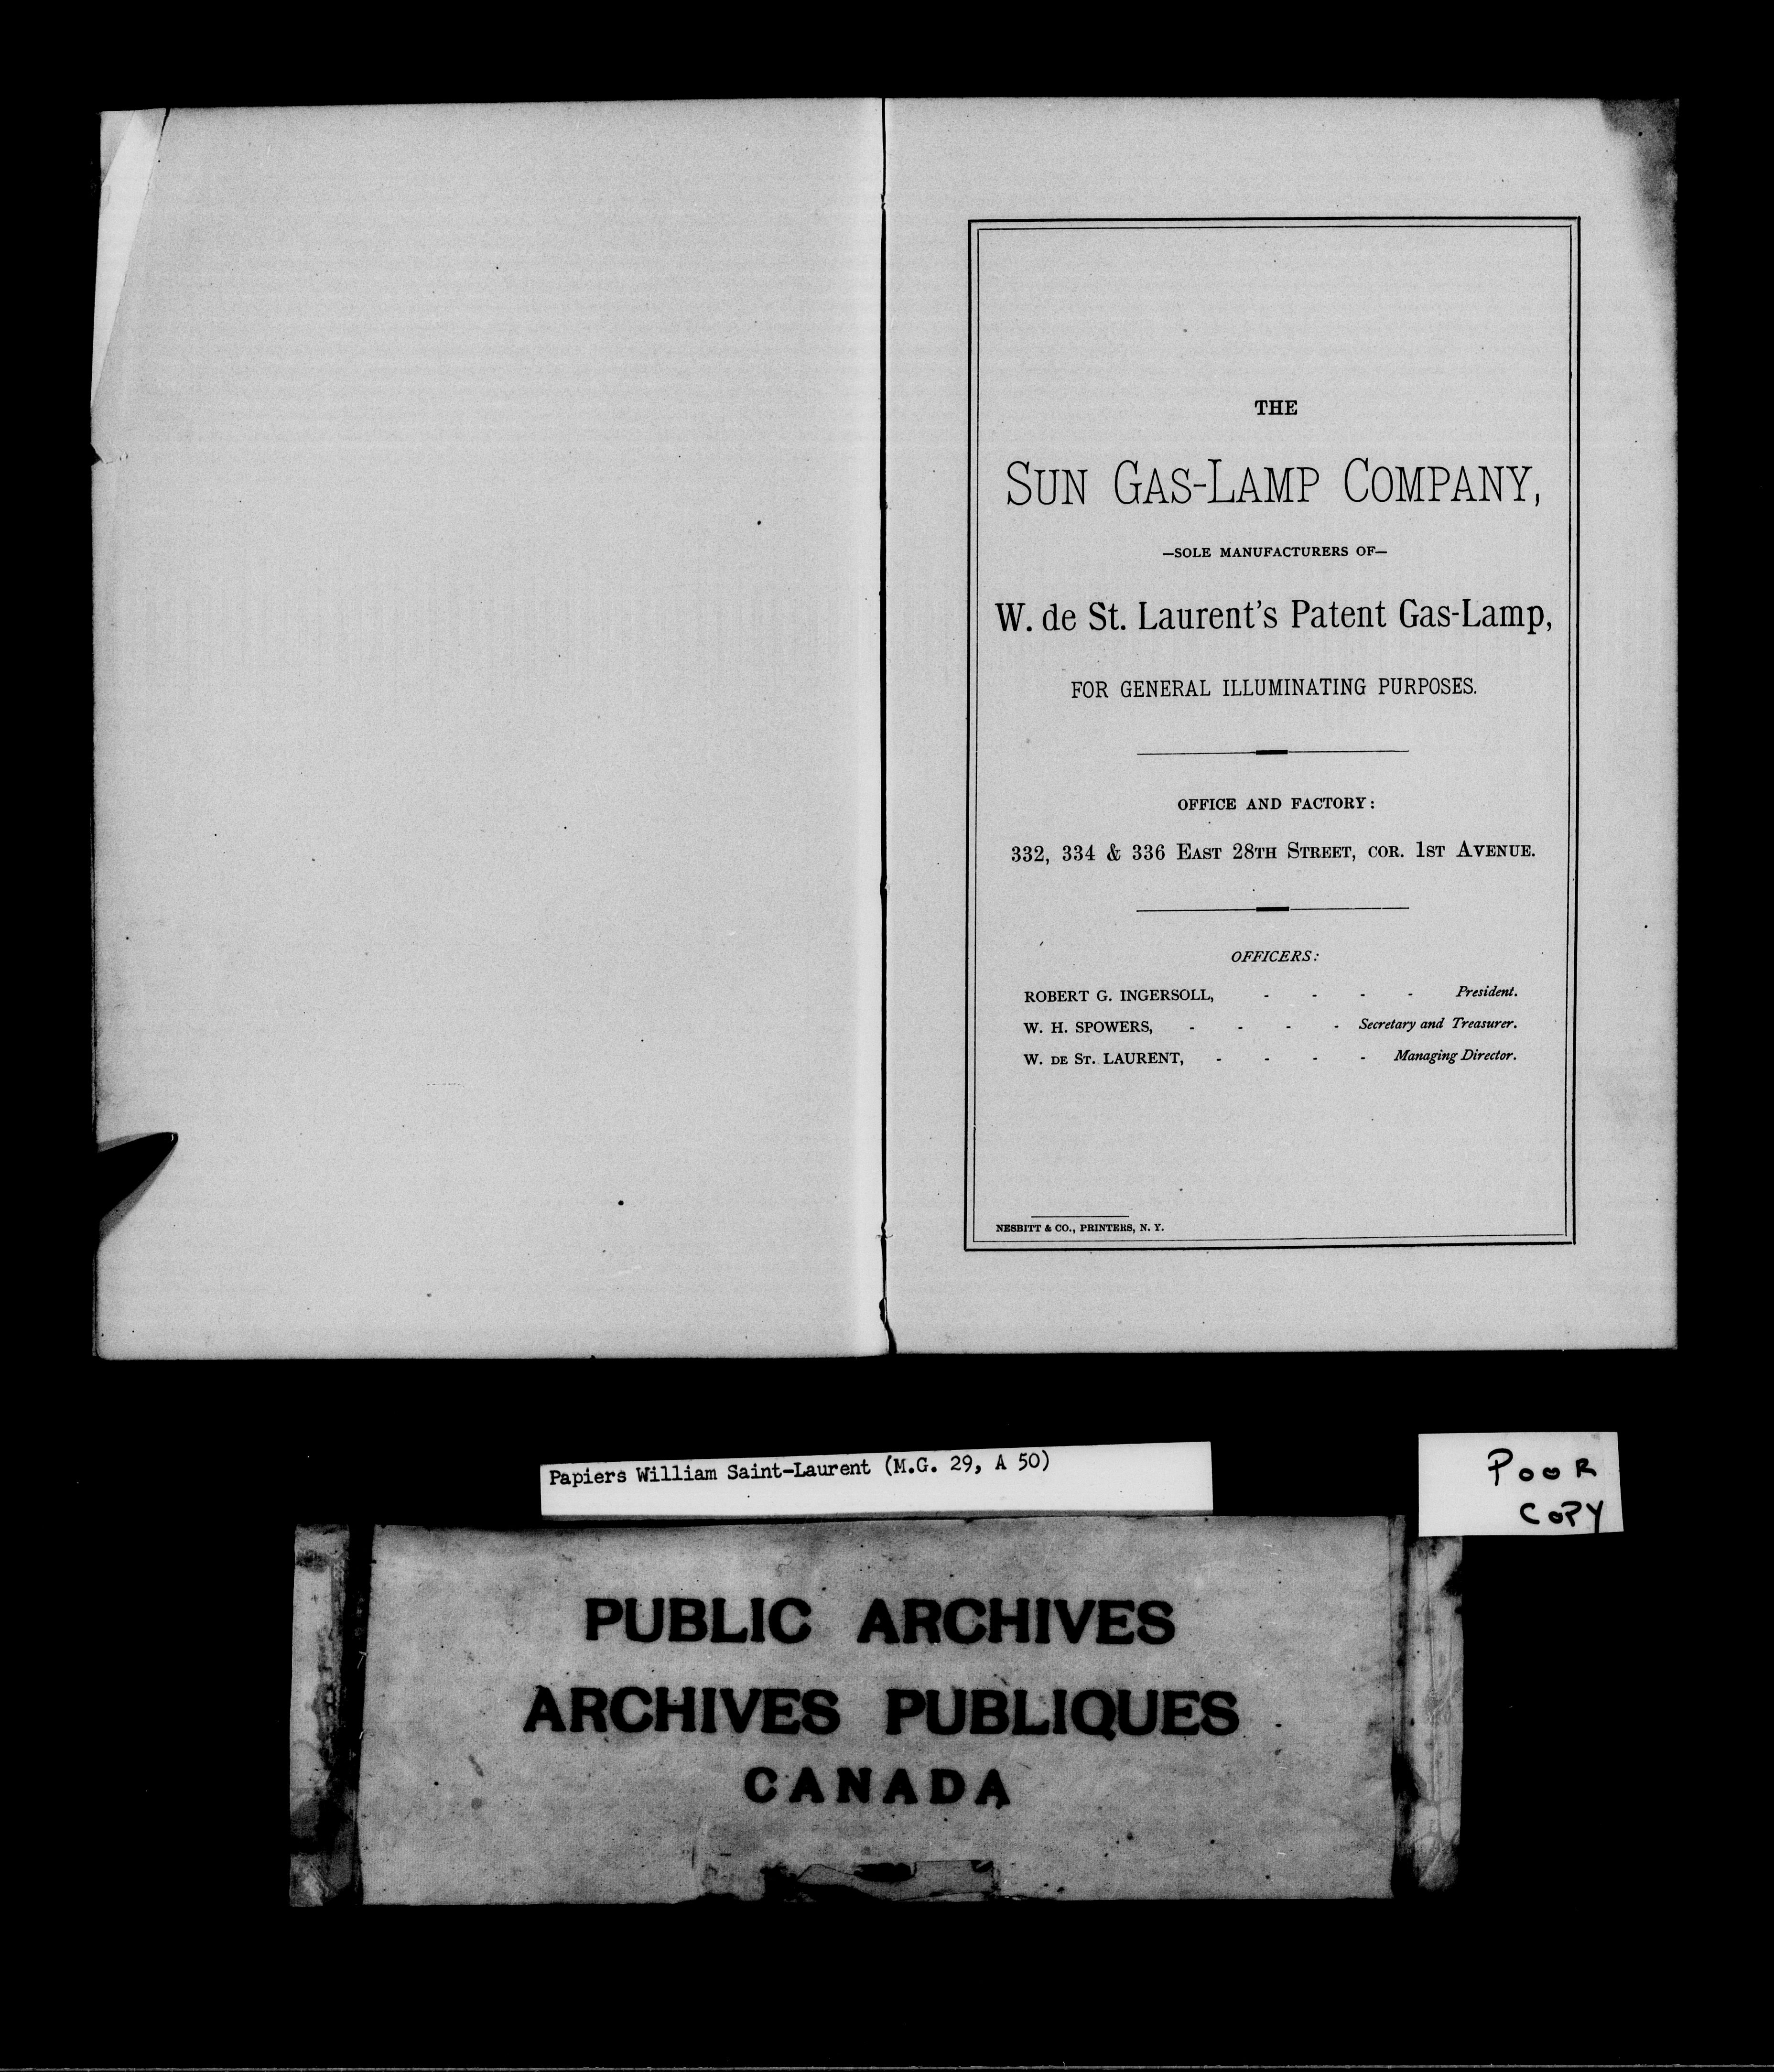 THE
SUN GAS-LAMP COMPANY,
—SOLE MANUFACTURERS OF—
W. de St. Laurent's Patent Gas-Lamp,
FOR GENERAL ILLUMINATING PURPOSES.
OFFICE AND FACTORY:
332, 334 & 336 EAST 28TH STREET, COR. 1ST AVENUE.
OFFICERS:
ROBERT G. INGERSOLL, - - - - President.
W. H. SPOWERS, - - - - Secretary and Treasurer.
W. DE ST. LAURENT, - - - - Managing Director.
NESBITT & CO., PRINTERS, N. Y.
Papiers William Saint-Laurent (M.G. 29, A 50)
POOR
COPY
PUBLIC ARCHIVES
ARCHIVES PUBLIQUES
CANADA